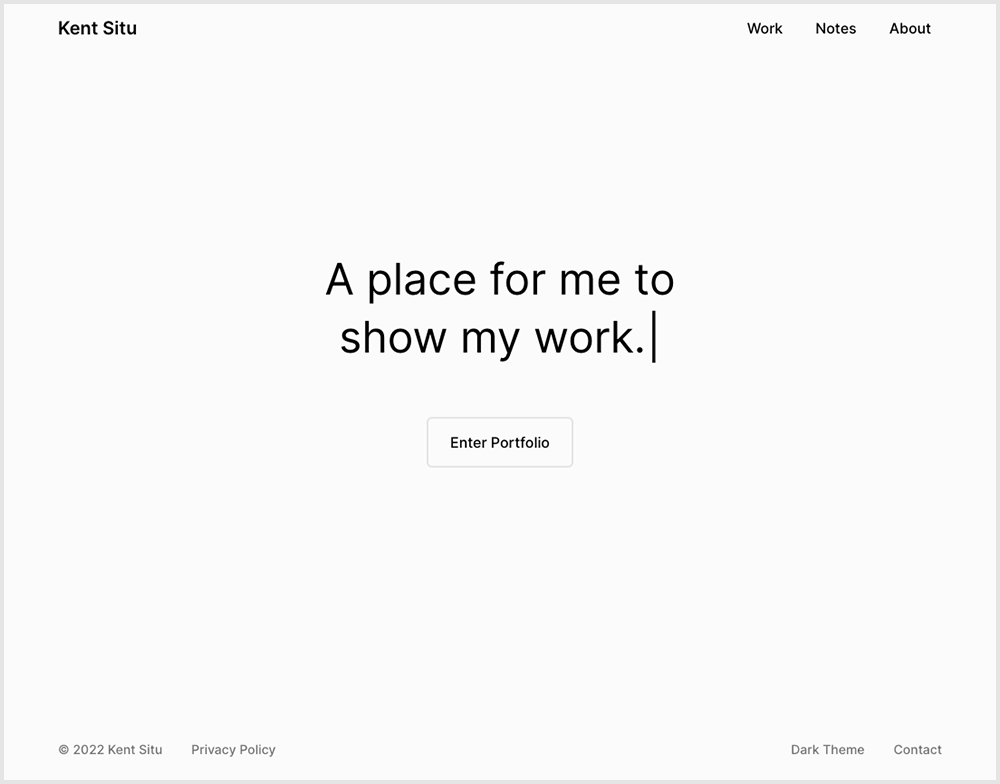 Kent Situ Work Notes About
A place for me to
show my work.
Enter Portfolio
© 2022 Kent Situ Privacy Policy Dark Theme Contact